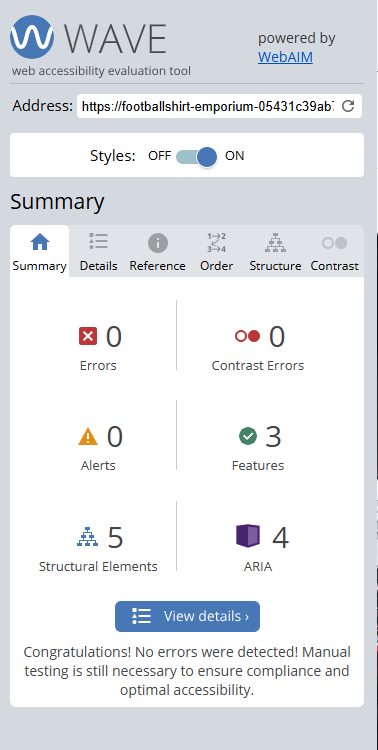 WAVE
powered by
WebAIM
web accessibility evaluation tool
Address: https://footballshirt-emporium-05431c39ab7
Styles: OFF ON
Summary
Summary Details Reference Order Structure Contrast
0 0
Errors Contrast Errors
0 3
Alerts Features
5 4
Structural Elements ARIA
View details ›
Congratulations! No errors were detected! Manual
testing is still necessary to ensure compliance and
optimal accessibility.